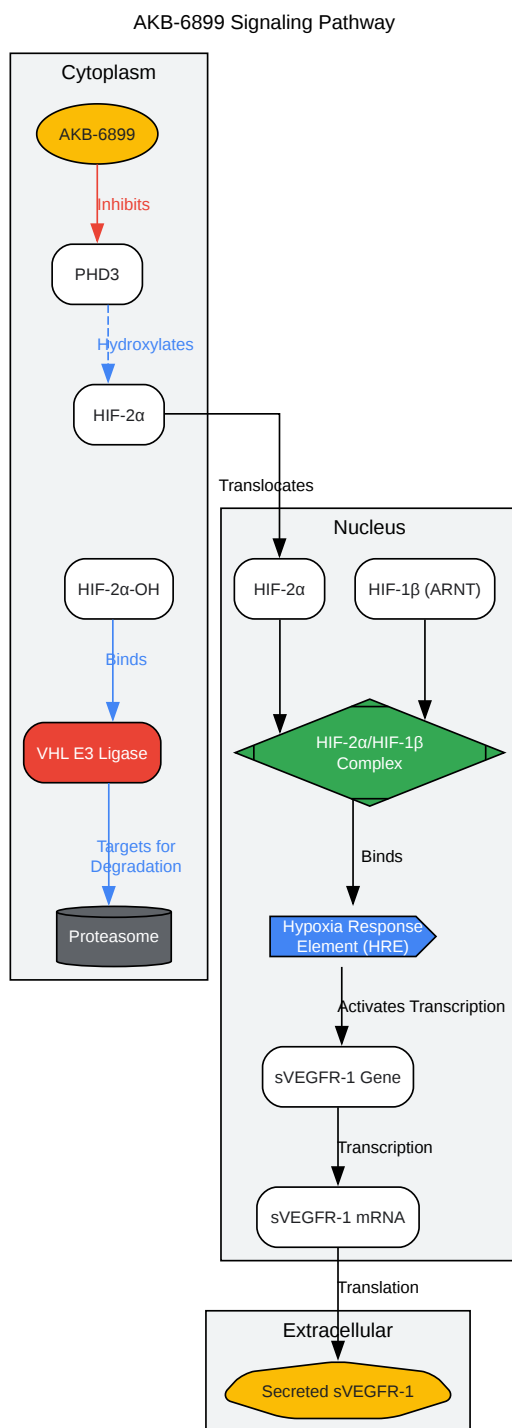 AKB-6899 Signaling Pathway
Cytoplasm
AKB-6899
Inhibits
PHD3
Hydroxylates
HIF-2α
Translocates
Nucleus
HIF-2α-OH
HIF-2α
HIF-1β (ARNT)
Binds
VHL E3 Ligase
HIF-2α/HIF-1β
Complex
Targets for
Degradation
Binds
Proteasome
Hypoxia Response
Element (HRE)
Activates Transcription
sVEGFR-1 Gene
Transcription
sVEGFR-1 mRNA
Translation
Extracellular
Secreted sVEGFR-1